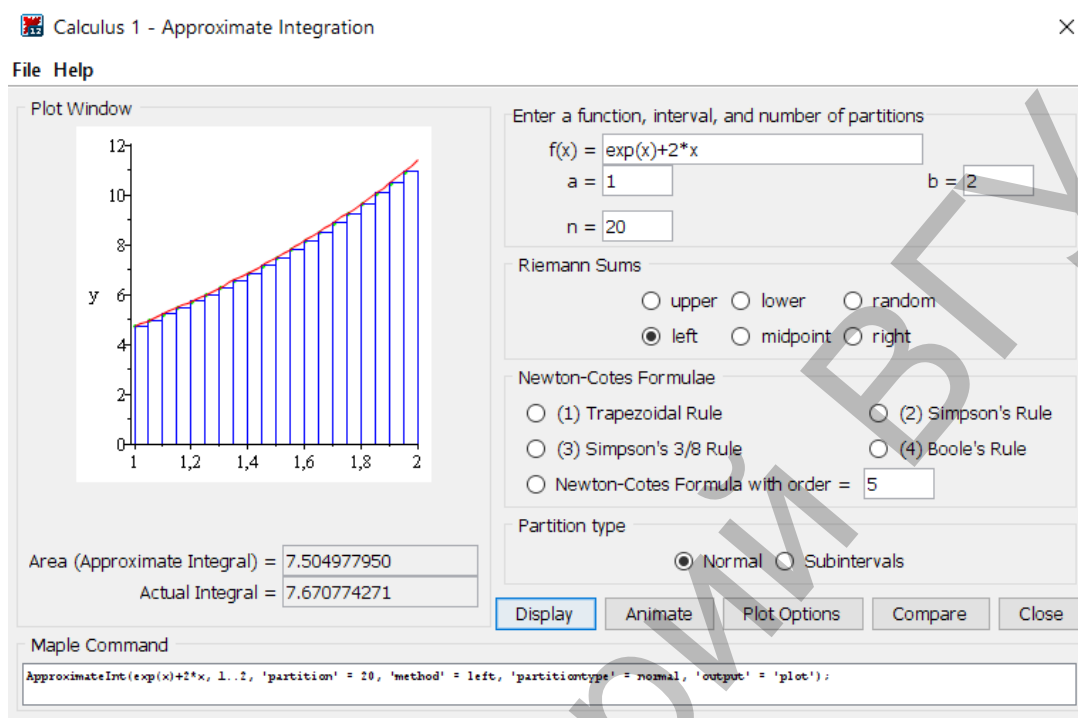 Calculus 1 - Approximate Integration
File Help
Plot Window
12
10
8
y
6
4
2
0
1 1,2 1,4 1,6 1,8 2
Area (Approximate Integral) = 7.504977950
Actual Integral = 7.670774271
Enter a function, interval, and number of partitions
f(x) = exp(x)+2*x
a = 1 b = 2
n = 20
Riemann Sums
upper lower random
left midpoint right
Newton-Cotes Formulae
(1) Trapezoidal Rule (2) Simpson's Rule
(3) Simpson's 3/8 Rule (4) Boole's Rule
Newton-Cotes Formula with order = 5
Partition type
Normal Subintervals
Display Animate Plot Options Compare Close
Maple Command
ApproximateInt(exp(x)+2*x, 1..2, 'partition' = 20, 'method' = left, 'partitiontype' = normal, 'output' = 'plot');
рий ВГУ